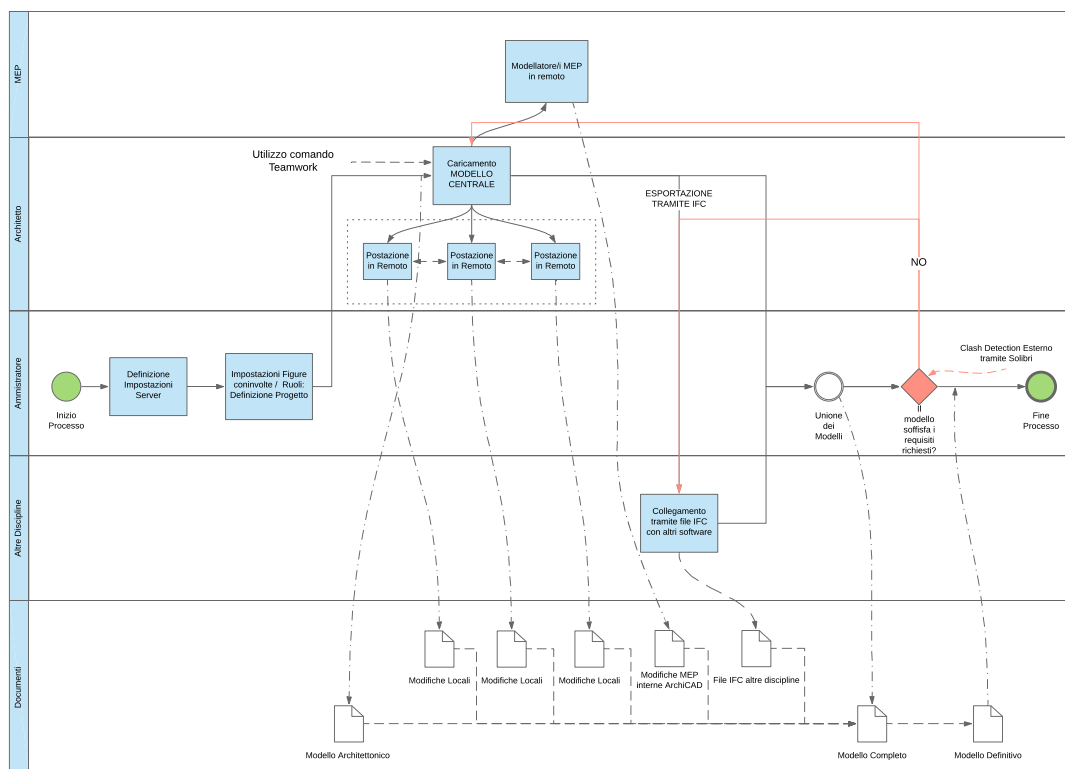 MEP
Modellatore/i MEP
in remoto
Architetto
Utilizzo comando
Teamwork
Caricamento
MODELLO
CENTRALE
ESPORTAZIONE
TRAMITE IFC
Postazione
in Remoto
Postazione
in Remoto
Postazione
in Remoto
NO
Amministratore
Inizio
Processo
Definizione
Impostazioni
Server
Impostazioni Figure
coninvolte / Ruoli:
Definizione Progetto
Unione
dei
Modelli
Il
modello
soffisfa i
requisiti
richiesti?
Clash Detection Esterno
tramite Solibri
Fine
Processo
Altre Discipline
Collegamento
tramite file IFC
con altri software
Documenti
Modifiche Locali
Modifiche Locali
Modifiche Locali
Modifiche MEP
interne ArchiCAD
File IFC altre discipline
Modello Architettonico
Modello Completo
Modello Definitivo